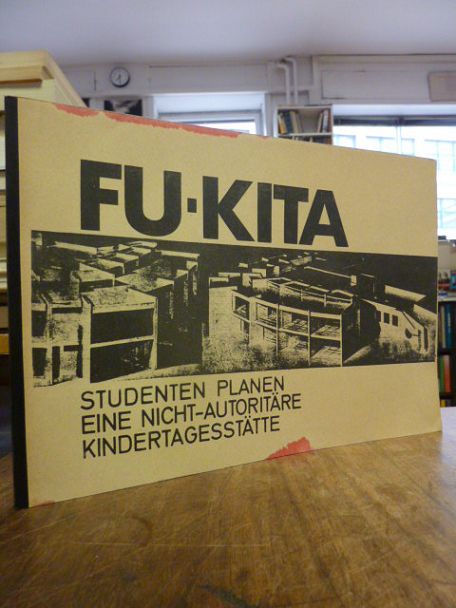 FU·KITA
STUDENTEN PLANEN
EINE NICHT-AUTORITÄRE
KINDERTAGESSTÄTTE